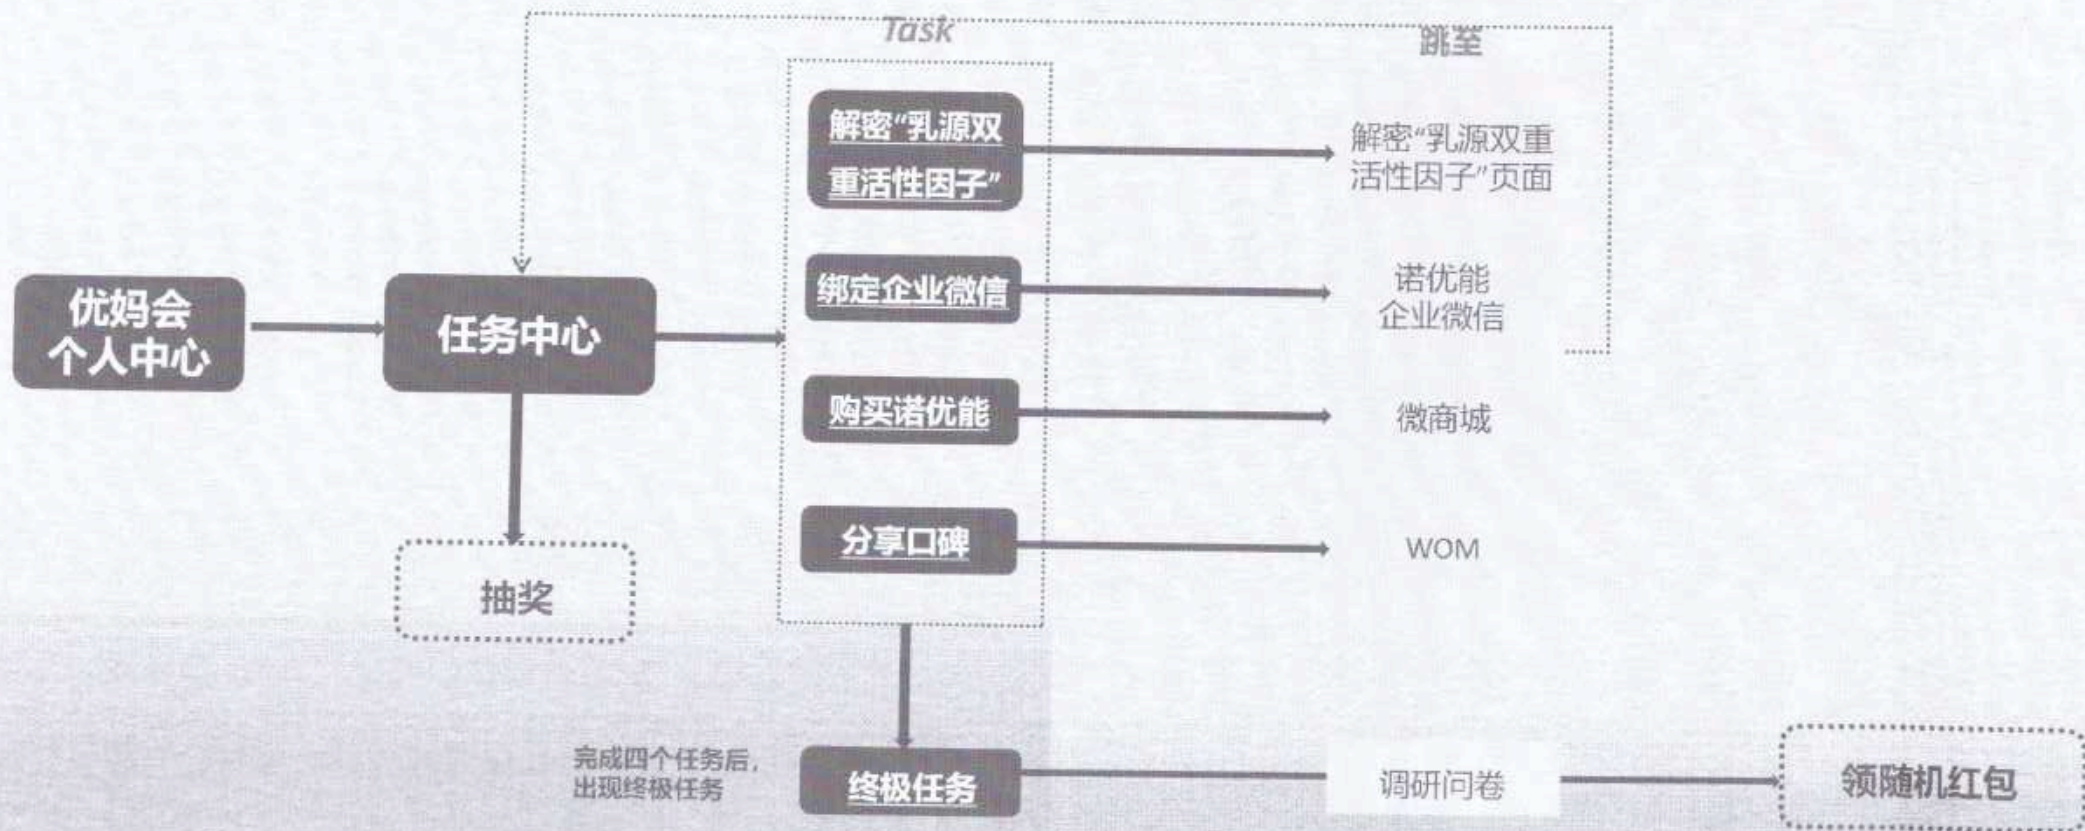 Task
跳至
解密“乳源双
重活性因子”
解密“乳源双重
活性因子”页面
优妈会
个人中心
任务中心
绑定企业微信
诺优能
企业微信
购买诺优能
微商城
分享口碑
WOM
抽奖
完成四个任务后，
出现终极任务
终极任务
调研问卷
领随机红包